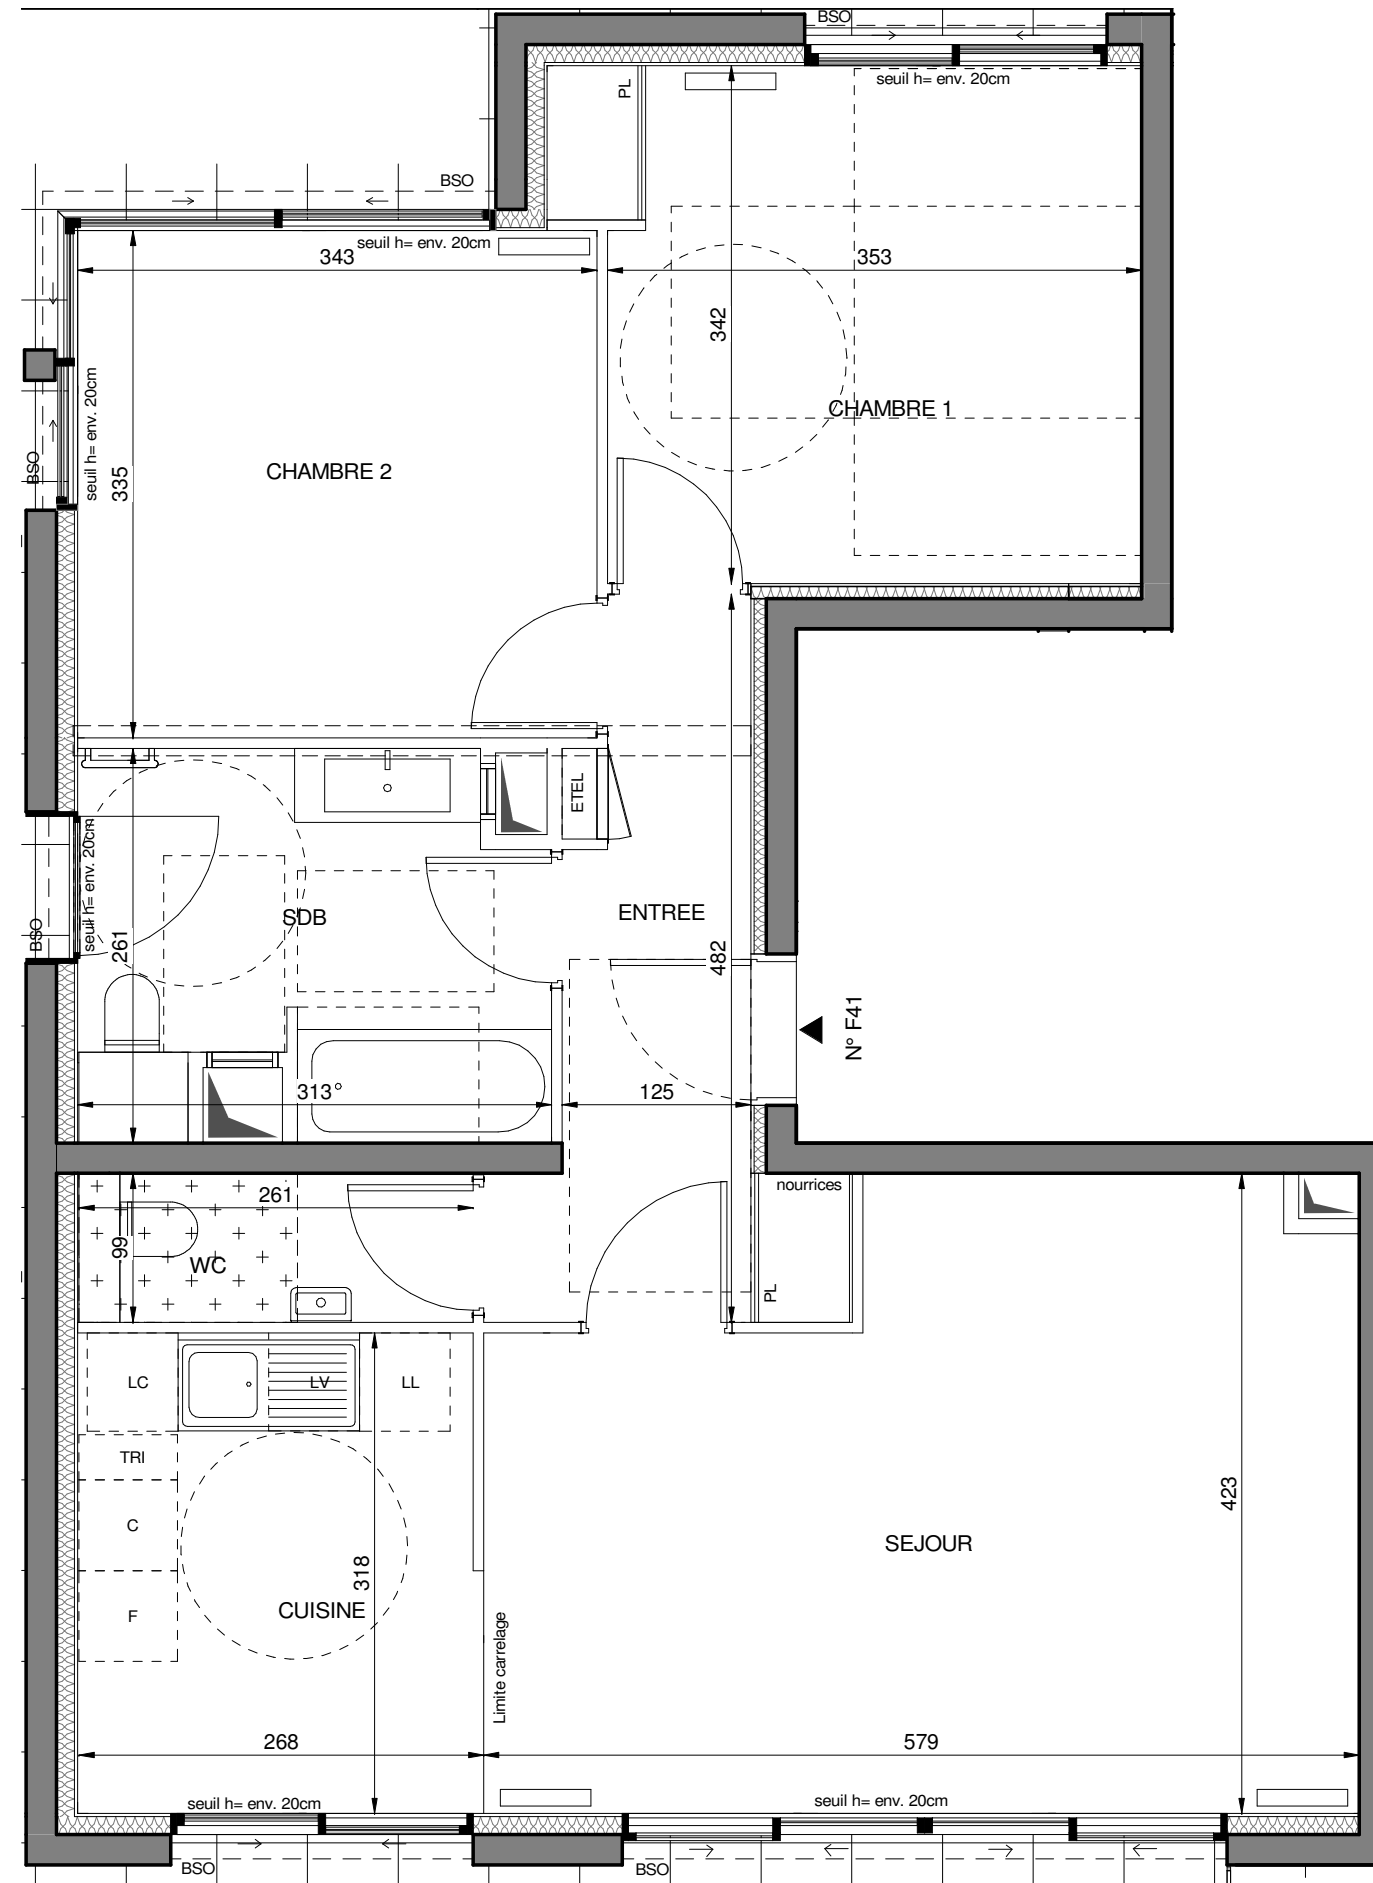 BSO
seuil h= env. 20cm
PL
BSO
seuil h= env. 20cm
343
353
342
CHAMBRE 1
seuil h= env. 20cm
BSO
335
CHAMBRE 2
ETEL
seuil h= env. 20cm
BSO
SDB
261
ENTREE
482
N° F41
313
125
nourrices
261
99
WC
PL
LC
LV
LL
TRI
C
F
318
CUISINE
Limite carrelage
SEJOUR
423
268
579
seuil h= env. 20cm
seuil h= env. 20cm
BSO
BSO